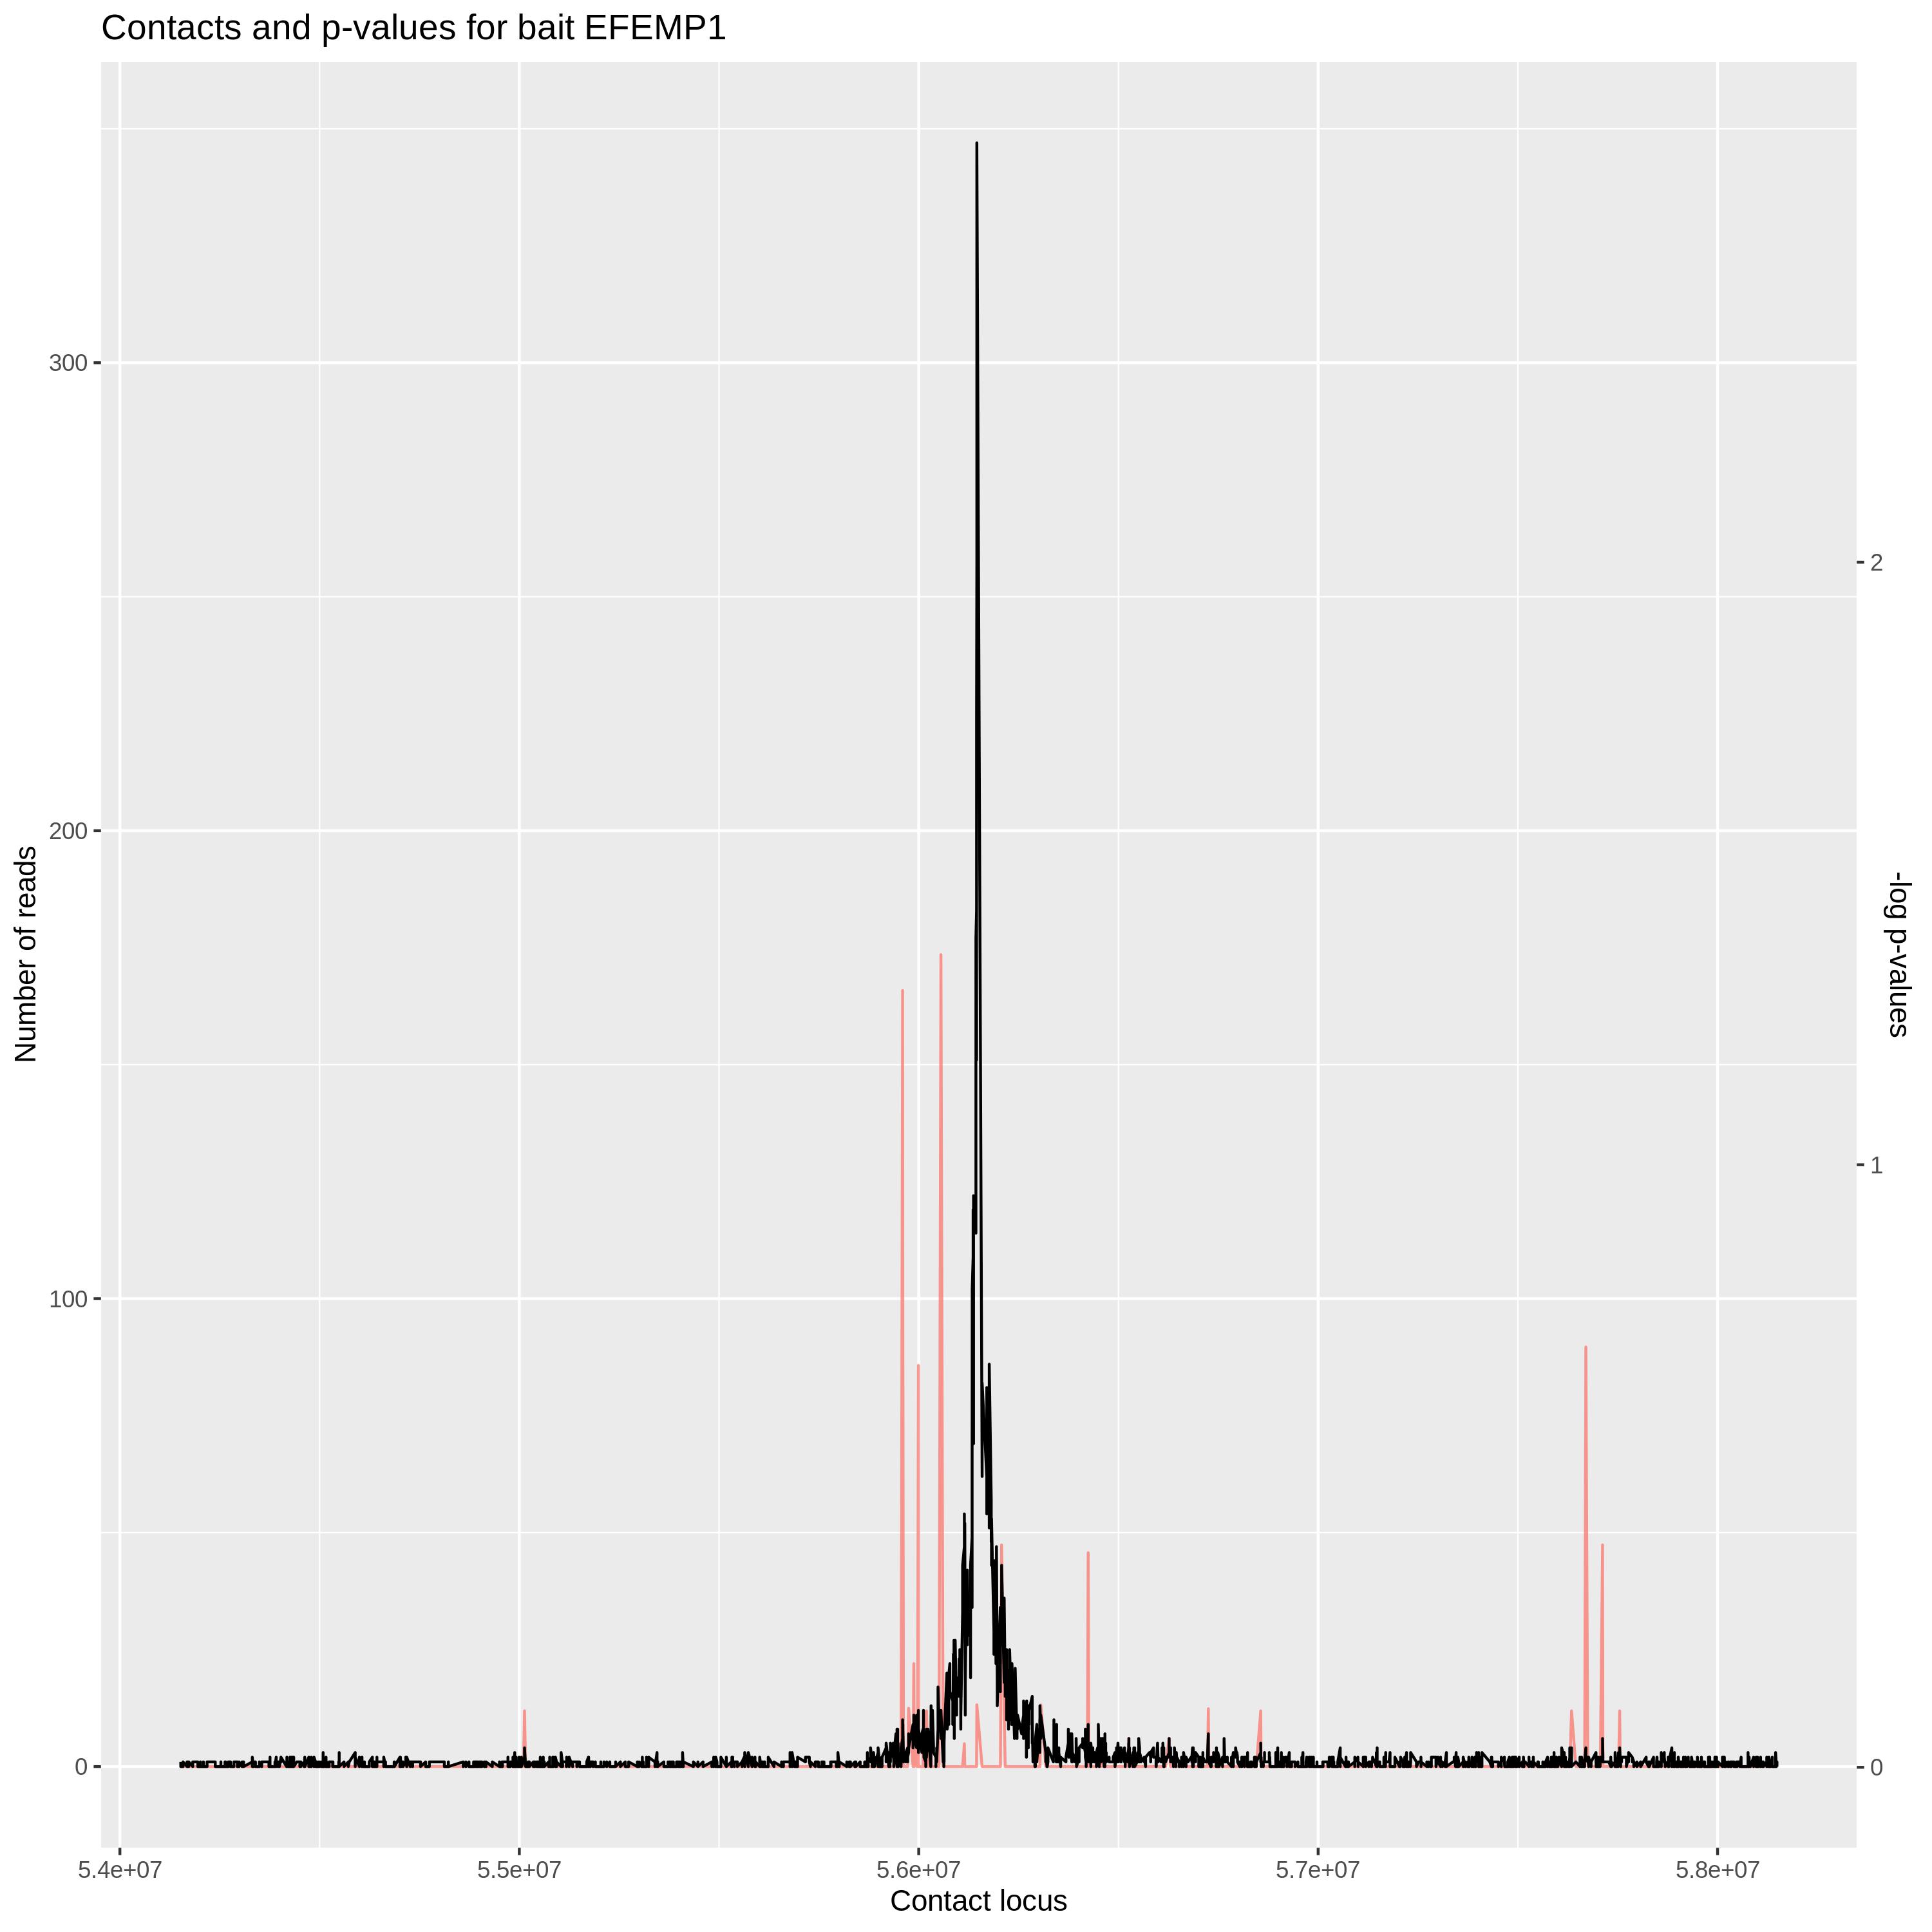 Contacts and p-values for bait EFEMP1
300
200
100
0
Number of reads
2
1
0
-log p-values
5.4e+07
5.5e+07
5.6e+07
5.7e+07
5.8e+07
Contact locus